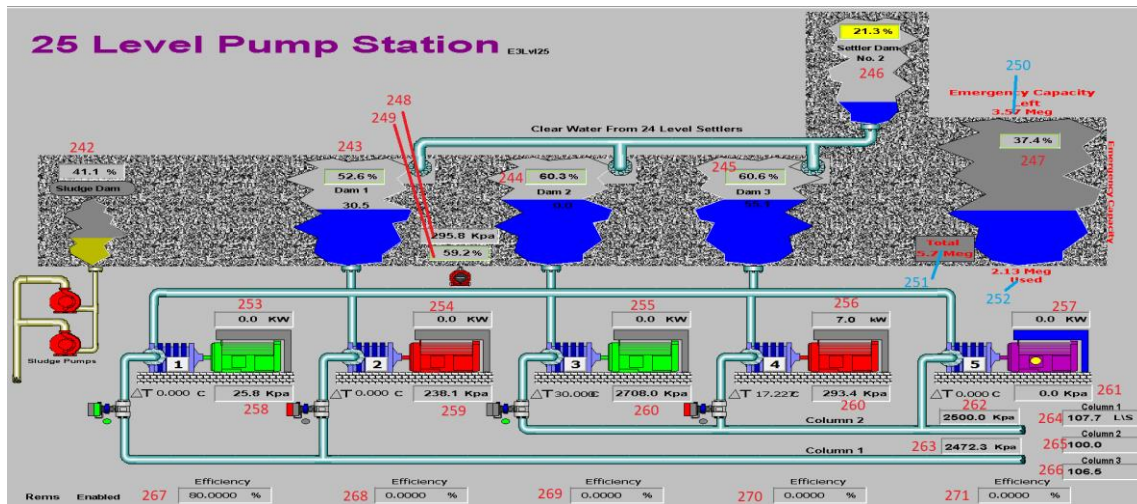 25 Level Pump Station E3Lvl25
21.3 %
Settler Dam
No. 2
246
250
Emergency Capacity
Left
3.57 Meg
248
249
Clear Water From 24 Level Settlers
242
41.1 %
Sludge Dam
243
52.6 %
Dam 1
30.5
244
60.3 %
Dam 2
0.0
245
60.6 %
Dam 3
37.4 %
247
Emergency Capacity
295.8 Kpa
59.2 %
Total
5.7 Meg
251
2.13 Meg
Used
252
253
0.0 KW
254
0.0 KW
255
0.0 KW
256
7.0 kW
257
0.0 KW
Sludge Pumps
1
2
3
4
5
△T 0.000 C
25.8 Kpa
258
△T 0.000 C
238.1 Kpa
259
△T 30.000C
2708.0 Kpa
260
△T 17.22C
293.4 Kpa
260
△T 0.000 C
0.0 Kpa
261
262
2500.0 Kpa
Column 2
263
2472.3 Kpa
Column 1
Column 1
264
107.7 L\S
Column 2
265
100.0
Column 3
266
106.5
Rems Enabled
267
Efficiency
80.0000 %
268
Efficiency
0.0000 %
269
Efficiency
0.0000 %
270
Efficiency
0.0000 %
271
Efficiency
0.0000 %